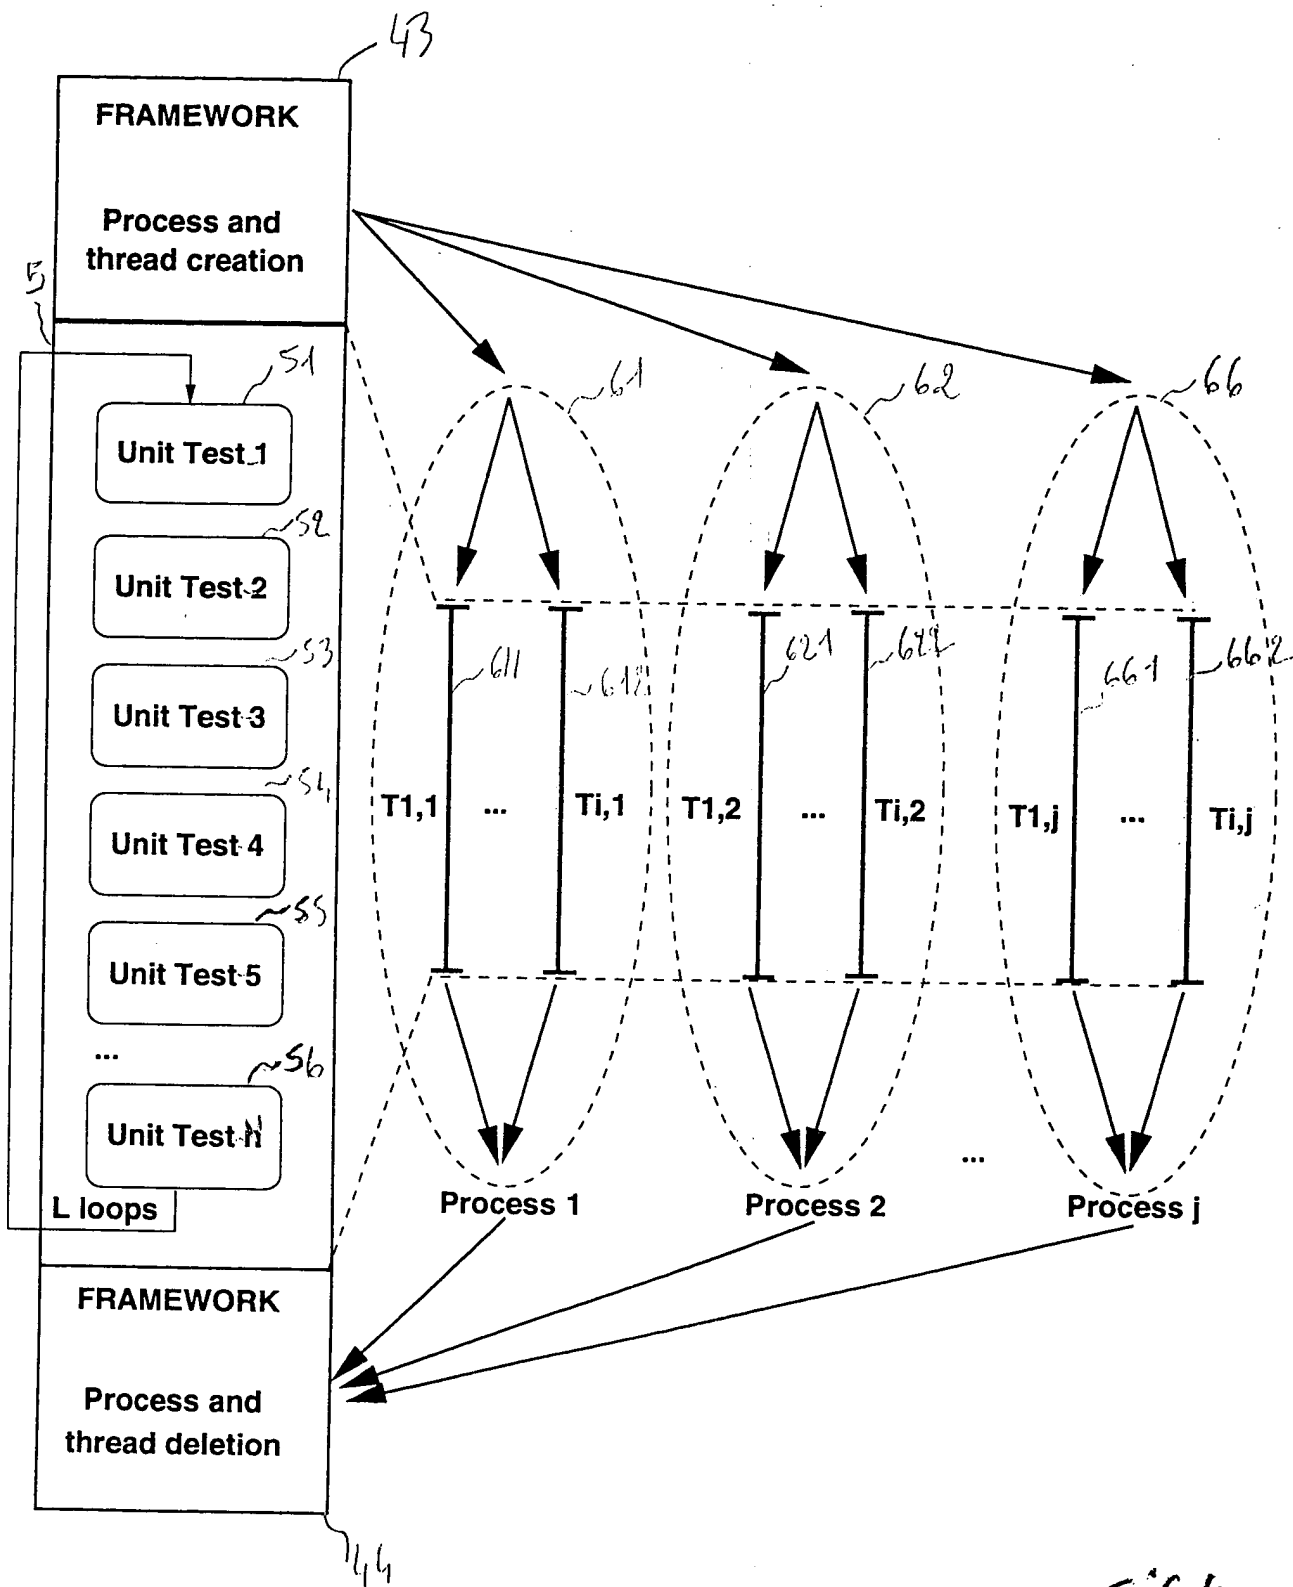 43
FRAMEWORK
Process and
thread creation
5
51
Unit Test 1
52
Unit Test 2
53
Unit Test 3
54
Unit Test 4
55
Unit Test 5
...
56
Unit Test
L loops
FRAMEWORK
Process and
thread deletion
44
61
62
66
611
612
621
622
661
662
T1,1 ... Ti,1
T1,2 ... Ti,2
T1,j ... Ti,j
...
Process 1
Process 2
Process j